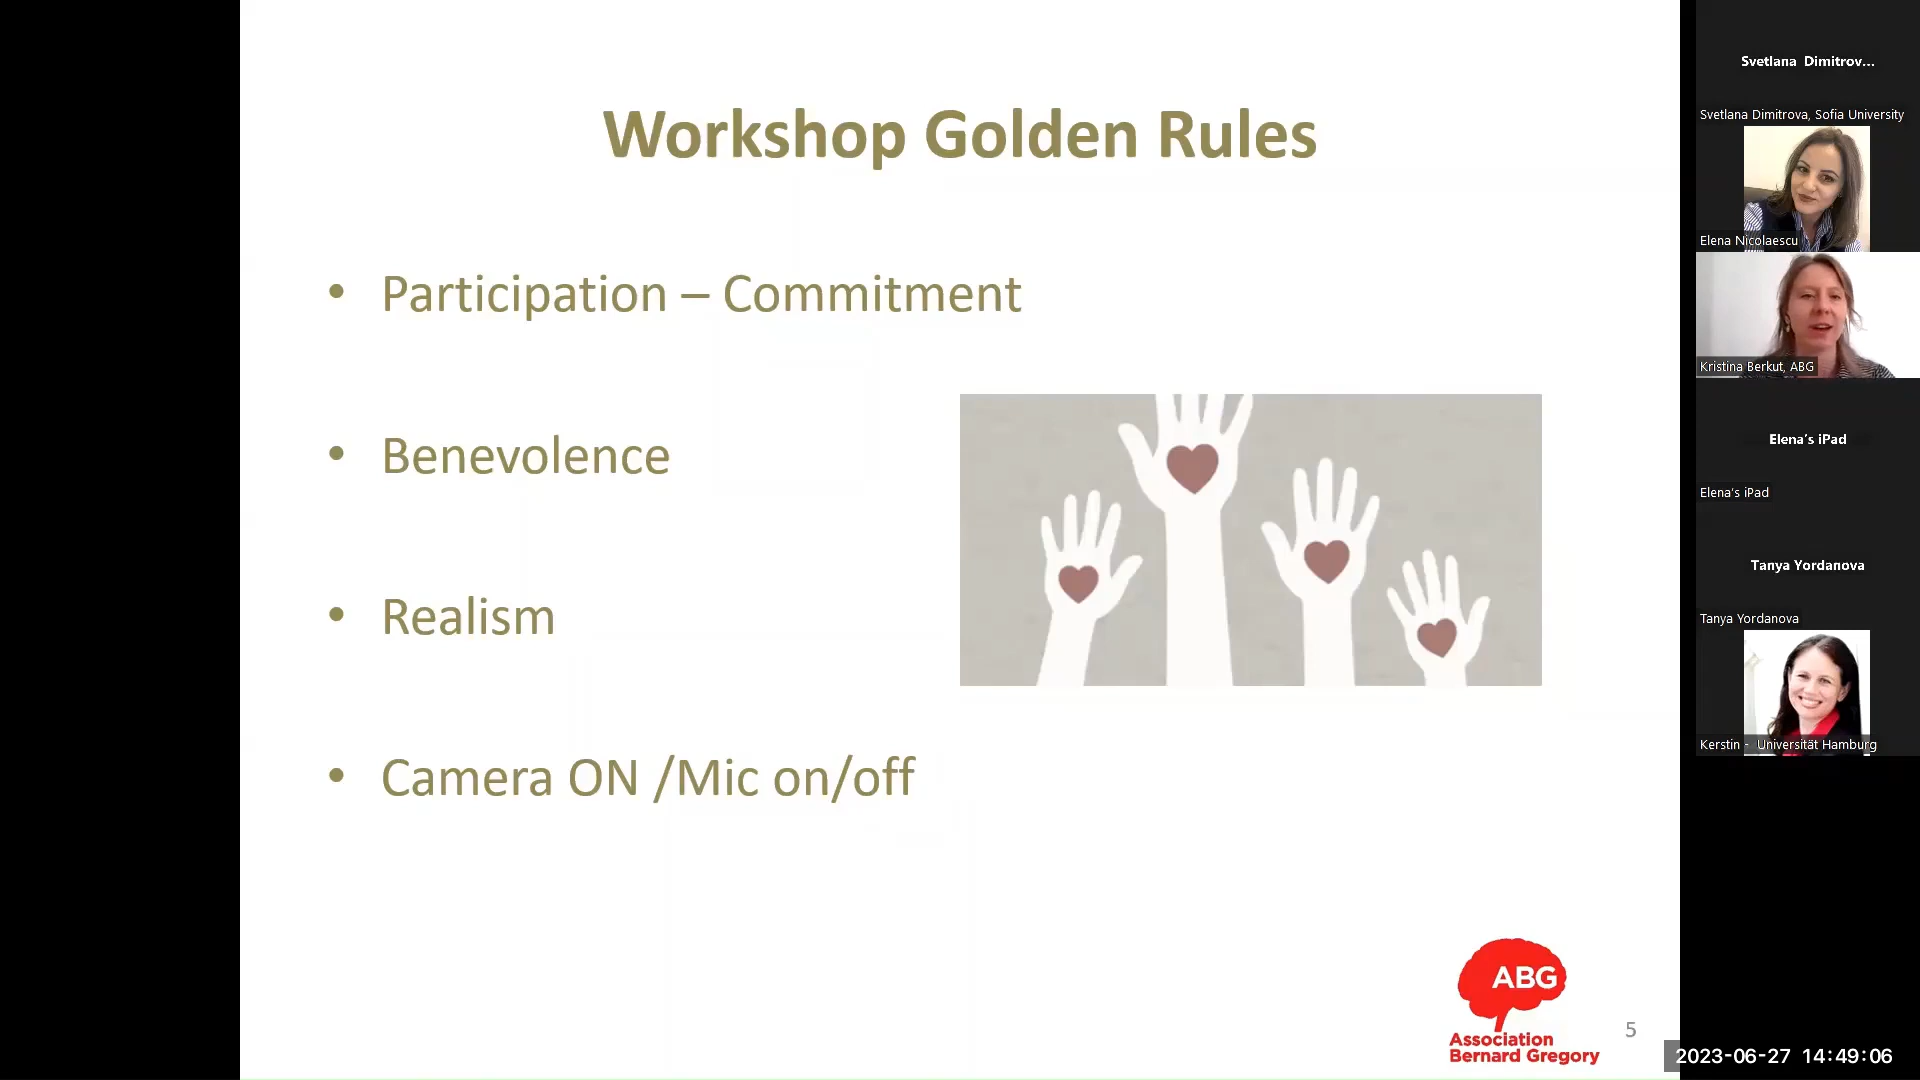 Workshop Golden Rules
• Participation – Commitment
• Benevolence
• Realism
• Camera ON /Mic on/off
ABG
Association
Bernard Gregory
5
Svetlana Dimitrov...
Svetlana Dimitrova, Sofia University
Elena Nicolaescu
Kristina Berkut, ABG
Elena's iPad
Elena's iPad
Tanya Yordanova
Tanya Yordanova
Kerstin - Universität Hamburg
2023-06-27 14:49:06